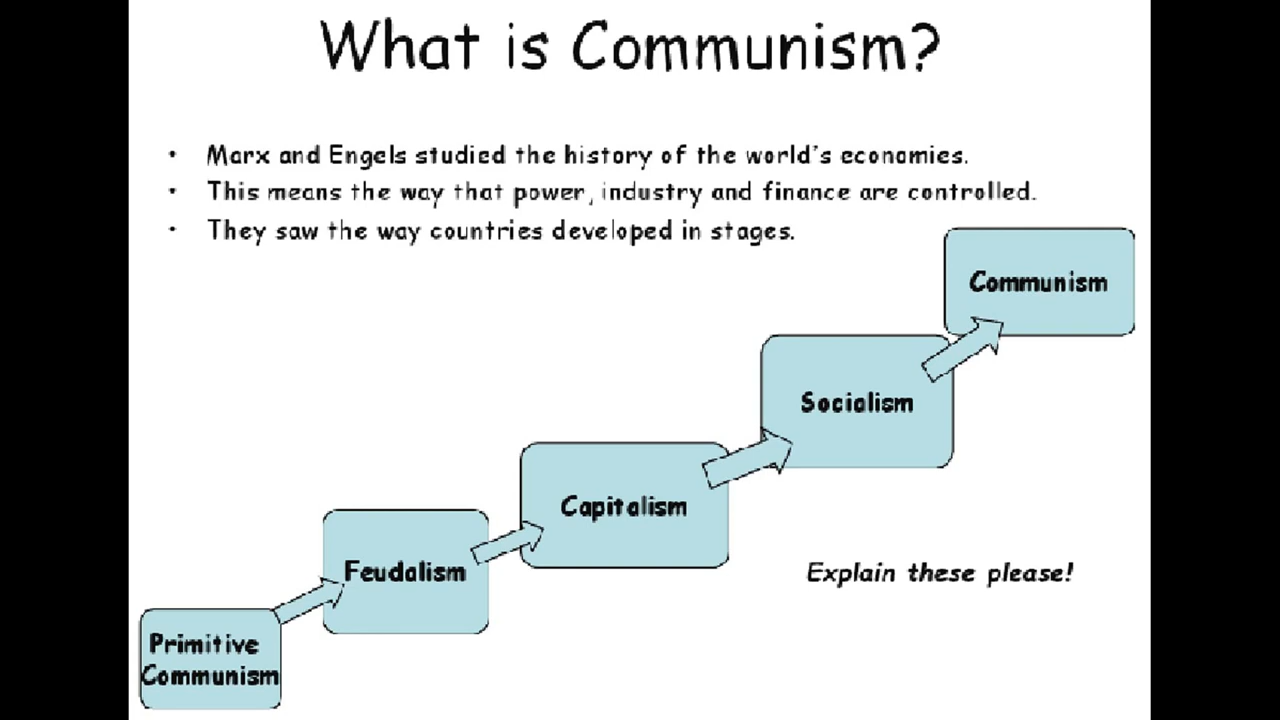 What is Communism?
• Marx and Engels studied the history of the world's economies.
• This means the way that power, industry and finance are controlled.
• They saw the way countries developed in stages.
Communism
Socialism
Capitalism
Feudalism
Explain these please!
Primitive
Communism